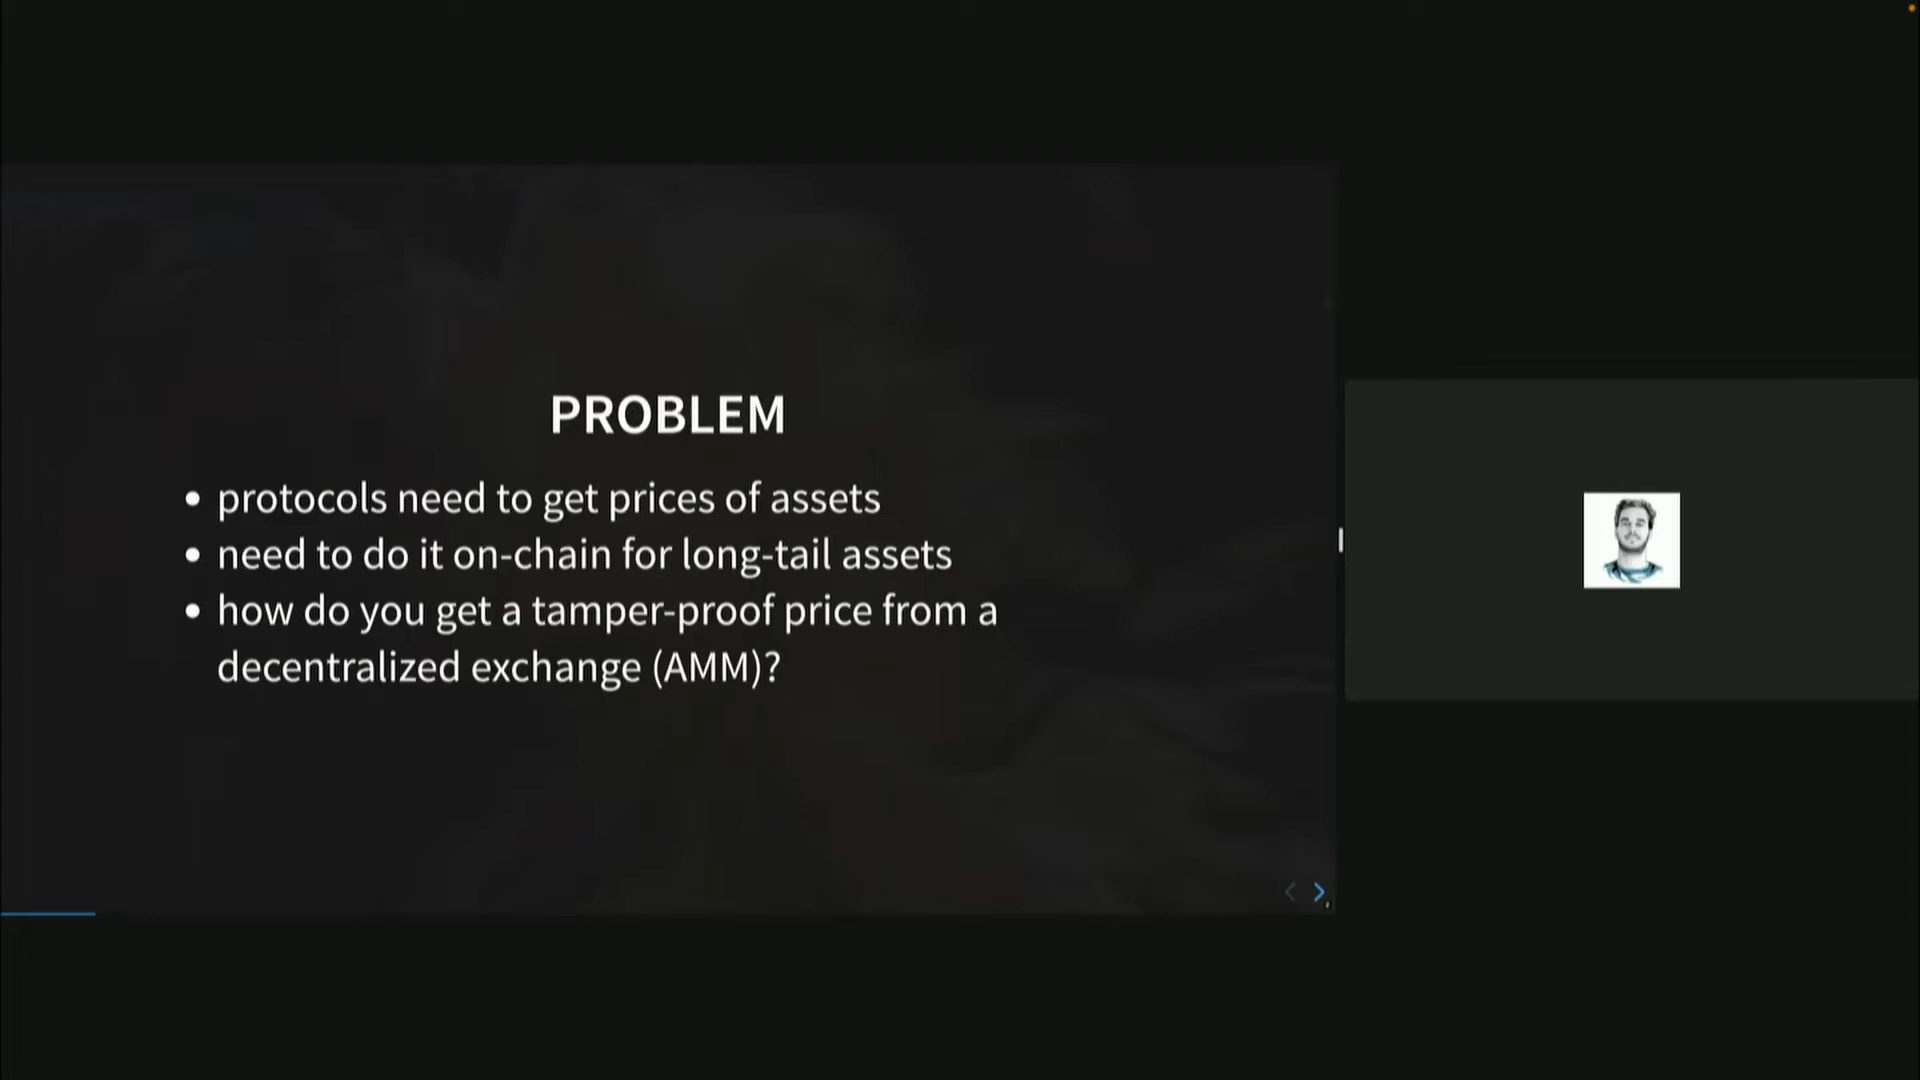 PROBLEM
• protocols need to get prices of assets
• need to do it on-chain for long-tail assets
• how do you get a tamper-proof price from a
decentralized exchange (AMM)?